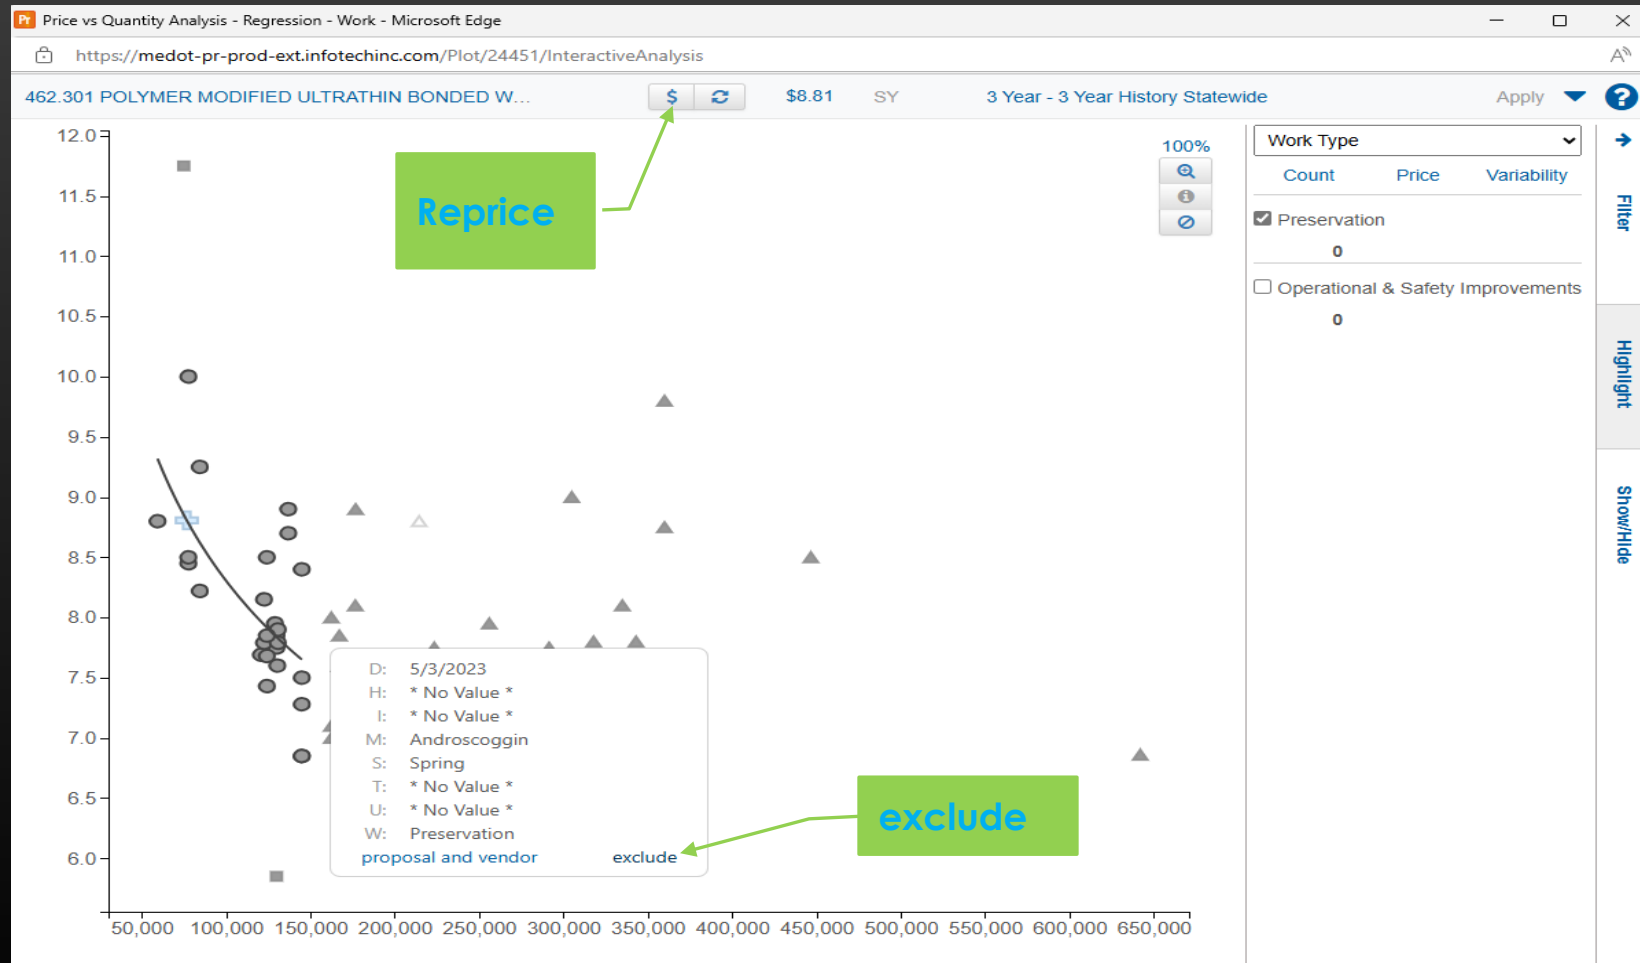 Pr Price vs Quantity Analysis - Regression - Work - Microsoft Edge
https://medot-pr-prod-ext.infotechinc.com/Plot/24451/InteractiveAnalysis
462.301 POLYMER MODIFIED ULTRATHIN BONDED W... $ $8.81 SY 3 Year - 3 Year History Statewide Apply ?
Reprice
100%
12.0
11.5
11.0
10.5
10.0
9.5
9.0
8.5
8.0
7.5
7.0
6.5
6.0
D: 5/3/2023
H: * No Value *
I: * No Value *
M: Androscoggin
S: Spring
T: * No Value *
U: * No Value *
W: Preservation
proposal and vendor exclude
exclude
50,000 100,000 150,000 200,000 250,000 300,000 350,000 400,000 450,000 500,000 550,000 600,000 650,000
Work Type
Count Price Variability
Preservation
0
Operational & Safety Improvements
0
Filter
Highlight
Show/Hide